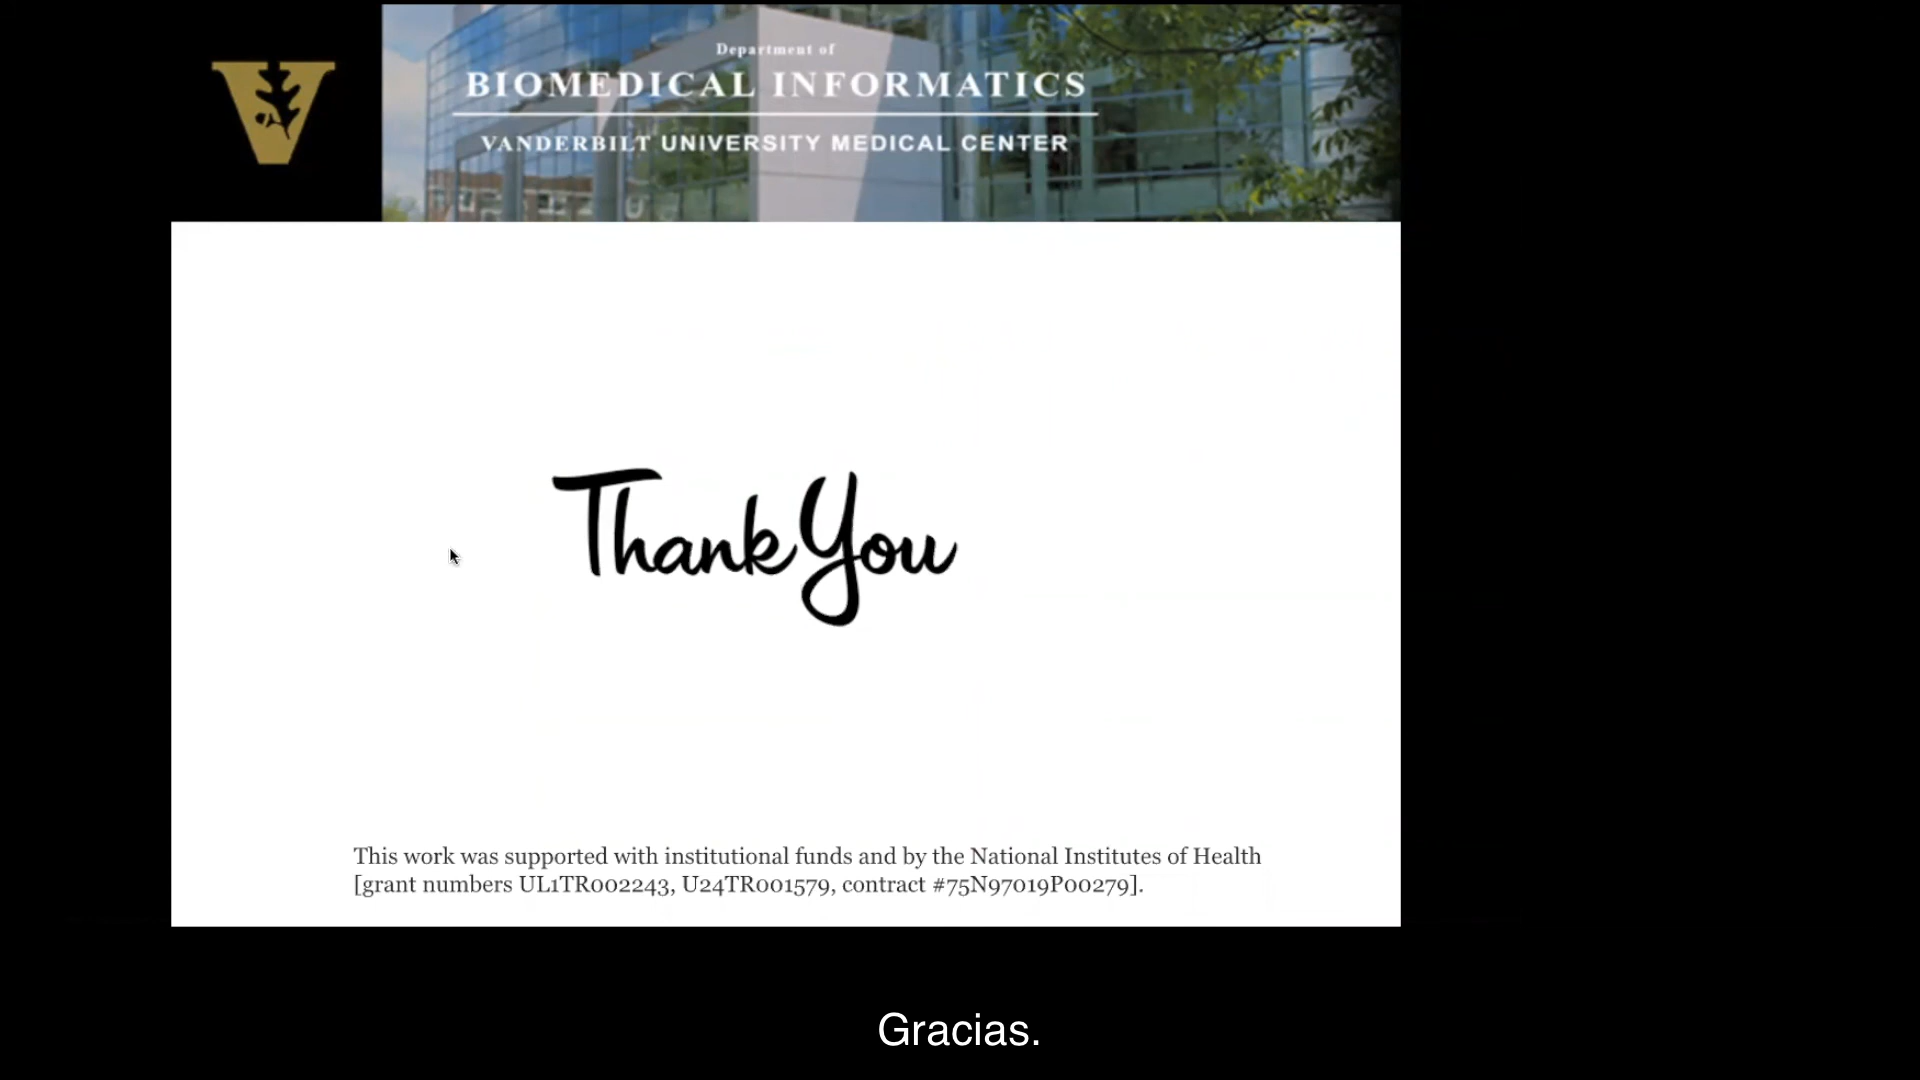 Department of
BIOMEDICAL INFORMATICS
VANDERBILT UNIVERSITY MEDICAL CENTER
Thank You
This work was supported with institutional funds and by the National Institutes of Health
[grant numbers UL1TR002243, U24TR001579, contract #75N97019P00279].
Gracias.